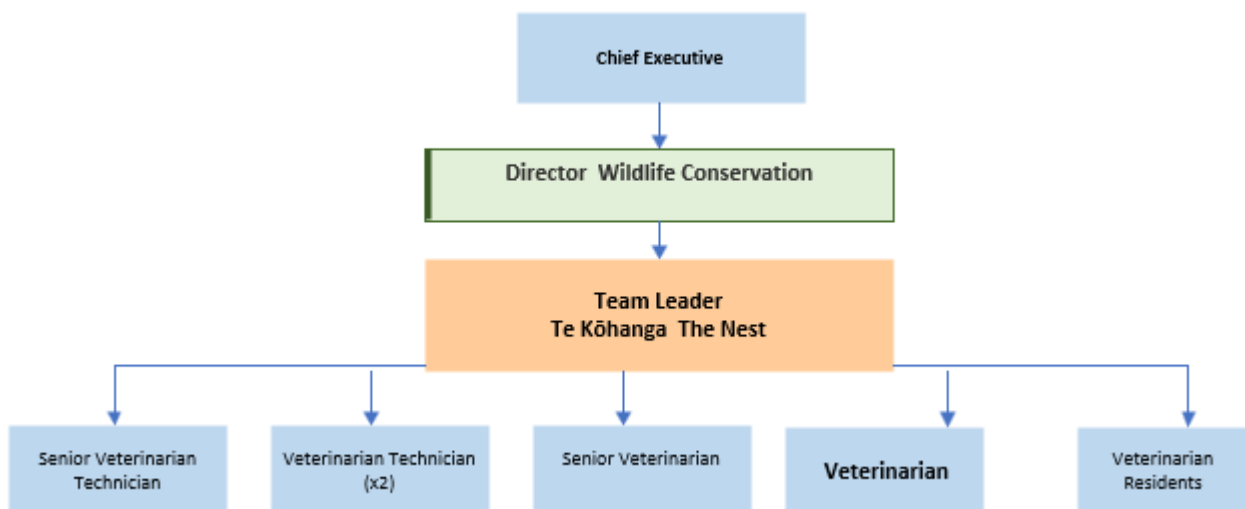 Chief Executive
Director Wildlife Conservation
Team Leader
Te Kōhanga The Nest
Senior Veterinarian
Technician
Veterinarian Technician
(x2)
Senior Veterinarian
Veterinarian
Veterinarian
Residents